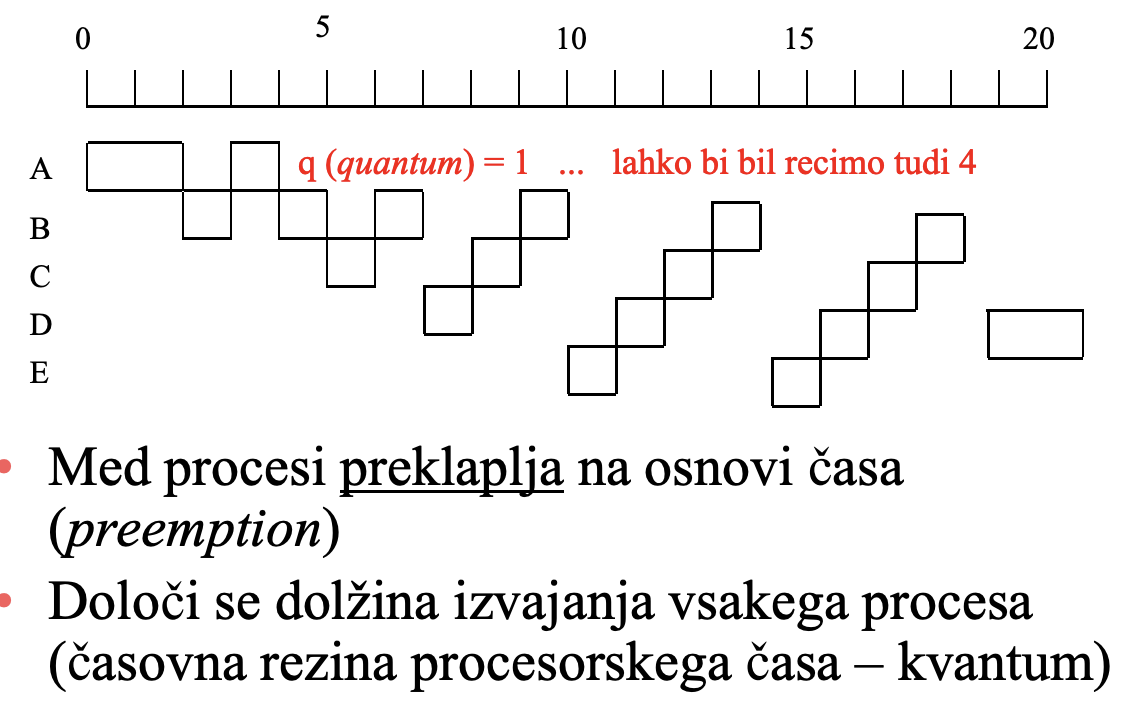 0 5 10 15 20
A q (quantum) = 1 ... lahko bi bil recimo tudi 4
B
C
D
E
• Med procesi preklaplja na osnovi časa
(preemption)
• Določi se dolžina izvajanja vsakega procesa
(časovna rezina procesorskega časa – kvantum)